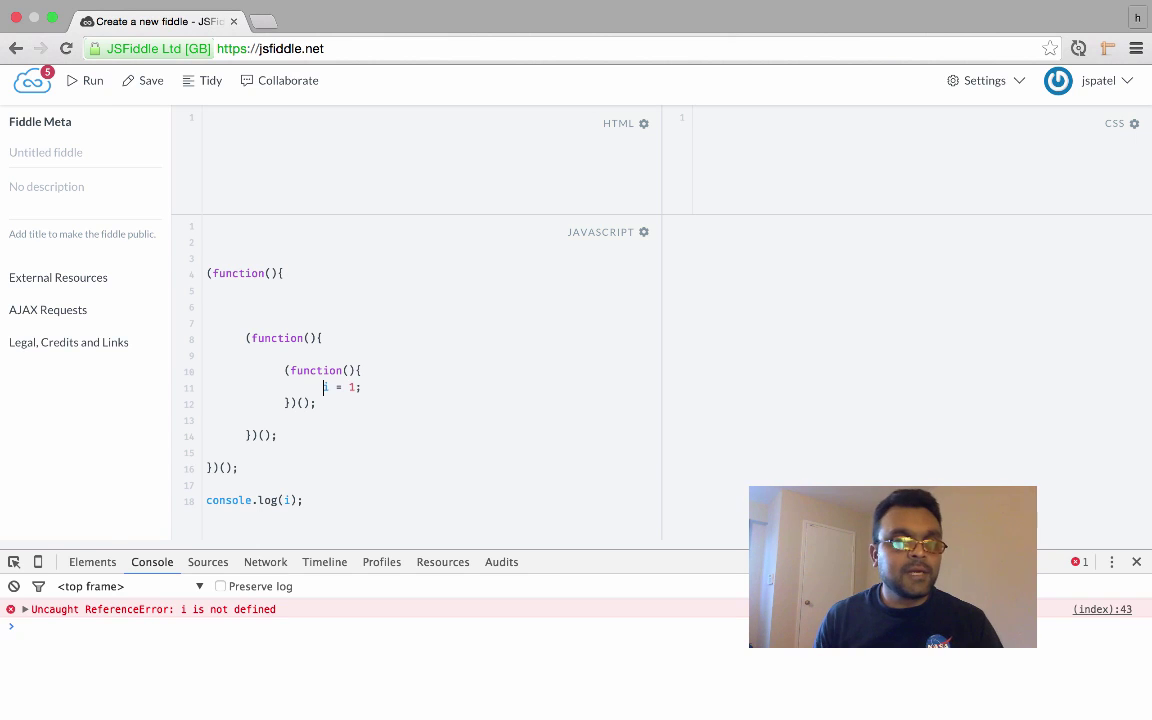 Create a new fiddle - JSFid
h
JSFiddle Ltd [GB] https://jsfiddle.net
5
Run Save Tidy Collaborate Settings jspatel
Fiddle Meta
Untitled fiddle
No description
Add title to make the fiddle public.
External Resources
AJAX Requests
Legal, Credits and Links
1
HTML
1
CSS
JAVASCRIPT
1
2
3
4 (function(){
5
6
7
8 (function(){
9
10 (function(){
11 i = 1;
12 })();
13
14 })();
15
16 })();
17
18 console.log(i);
Elements Console Sources Network Timeline Profiles Resources Audits 1
<top frame> Preserve log
Uncaught ReferenceError: i is not defined (index):43
NASA